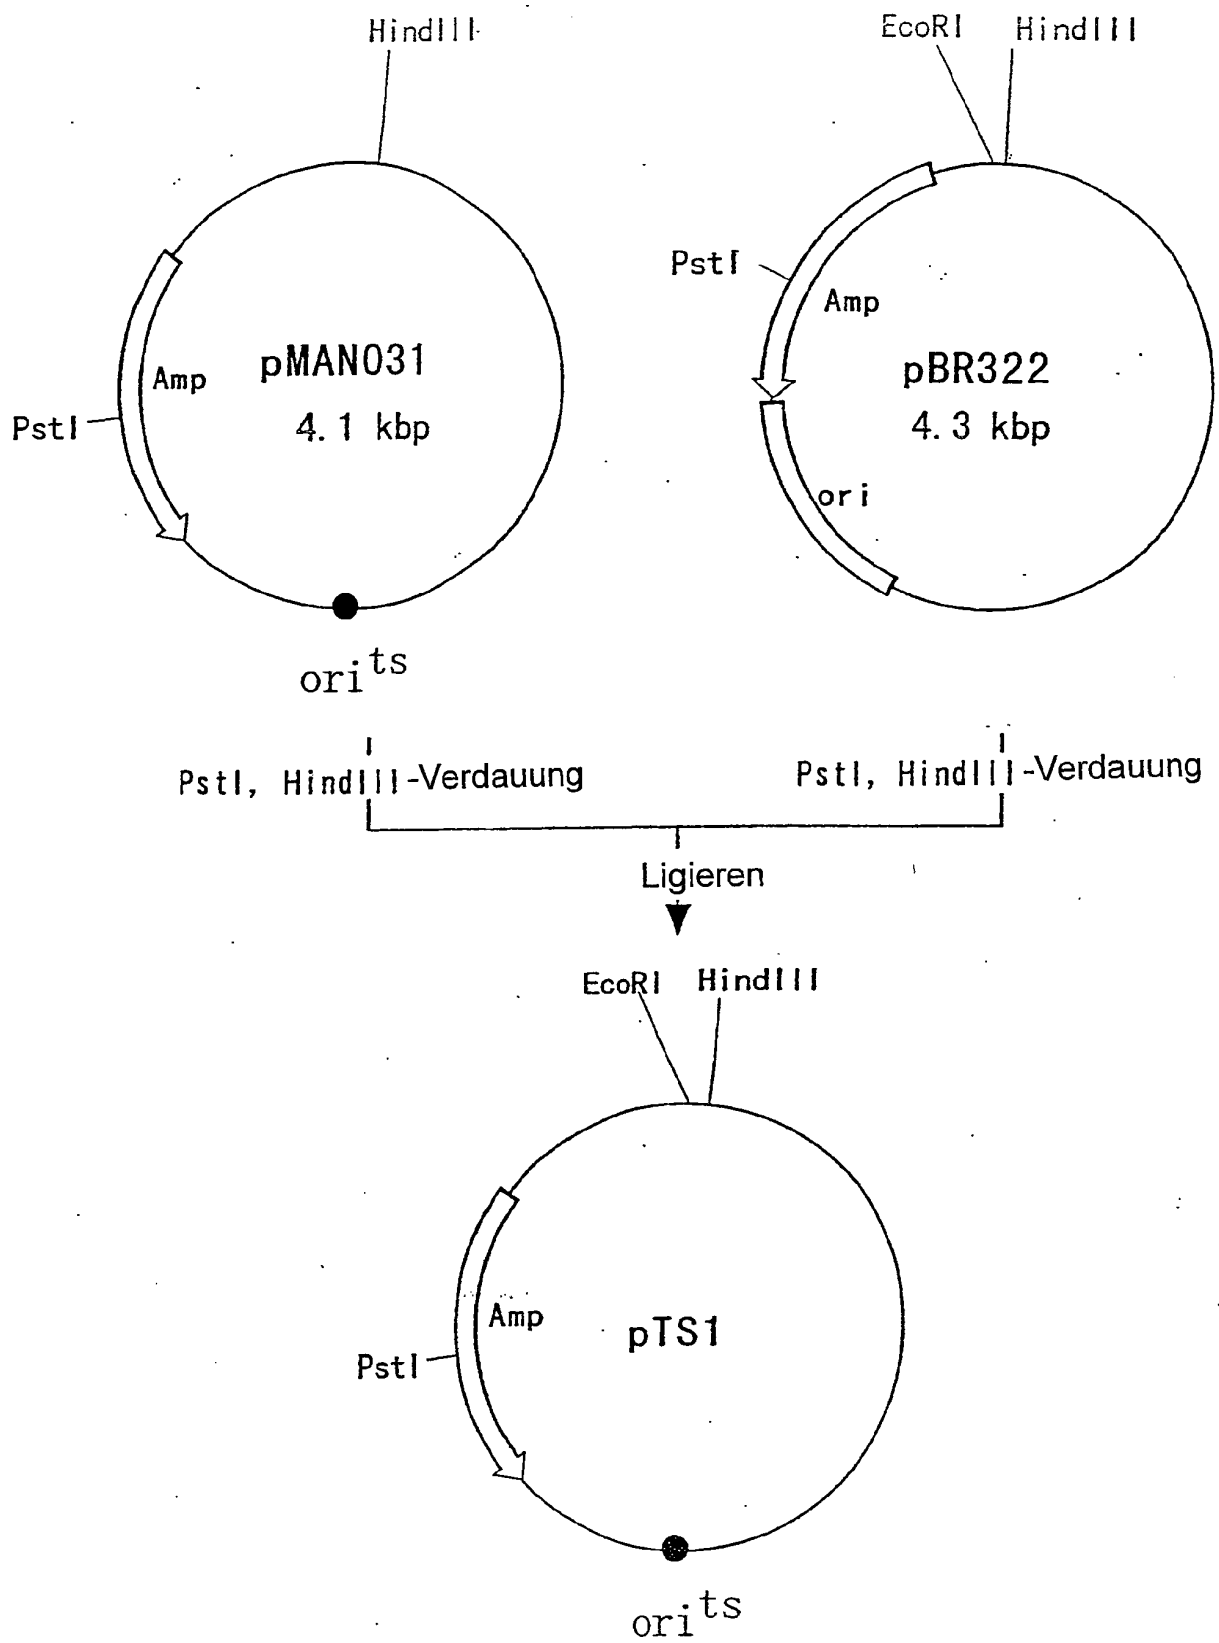 HindIII
EcoRI HindIII
PstI
Amp
pMAN031
4.1 kbp
ori^ts
PstI
Amp
pBR322
4.3 kbp
ori
PstI, HindIII-Verdauung
PstI, HindIII-Verdauung
Ligieren
EcoRI HindIII
Amp
pTS1
PstI
ori^ts